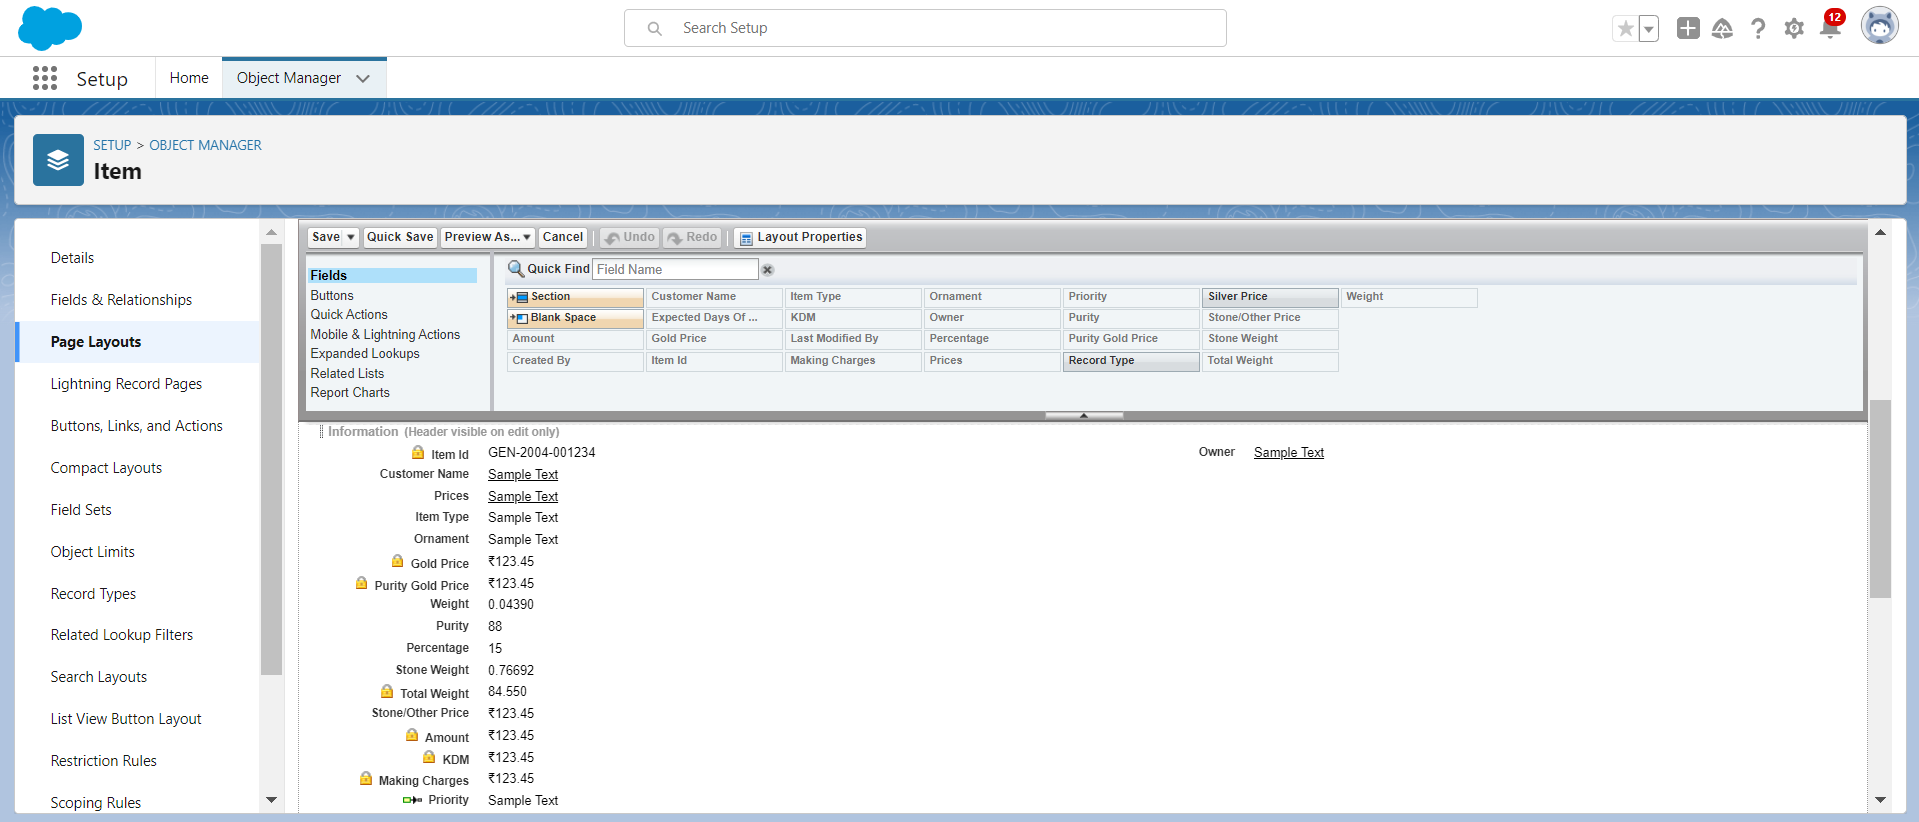 Search Setup
12
Setup
Home
Object Manager
SETUP > OBJECT MANAGER
Item
Details
Fields & Relationships
Page Layouts
Lightning Record Pages
Buttons, Links, and Actions
Compact Layouts
Field Sets
Object Limits
Record Types
Related Lookup Filters
Search Layouts
List View Button Layout
Restriction Rules
Scoping Rules
Save Quick Save Preview As... Cancel Undo Redo Layout Properties
Fields
Buttons
Quick Actions
Mobile & Lightning Actions
Expanded Lookups
Related Lists
Report Charts
Quick Find Field Name
Section Customer Name Item Type Ornament Priority Silver Price Weight
Blank Space Expected Days Of ... KDM Owner Purity Stone/Other Price
Amount Gold Price Last Modified By Percentage Purity Gold Price Stone Weight
Created By Item Id Making Charges Prices Record Type Total Weight
Information (Header visible on edit only)
Item Id GEN-2004-001234 Owner Sample Text
Customer Name Sample Text
Prices Sample Text
Item Type Sample Text
Ornament Sample Text
Gold Price ₹123.45
Purity Gold Price ₹123.45
Weight 0.04390
Purity 88
Percentage 15
Stone Weight 0.76692
Total Weight 84.550
Stone/Other Price ₹123.45
Amount ₹123.45
KDM ₹123.45
Making Charges ₹123.45
Priority Sample Text